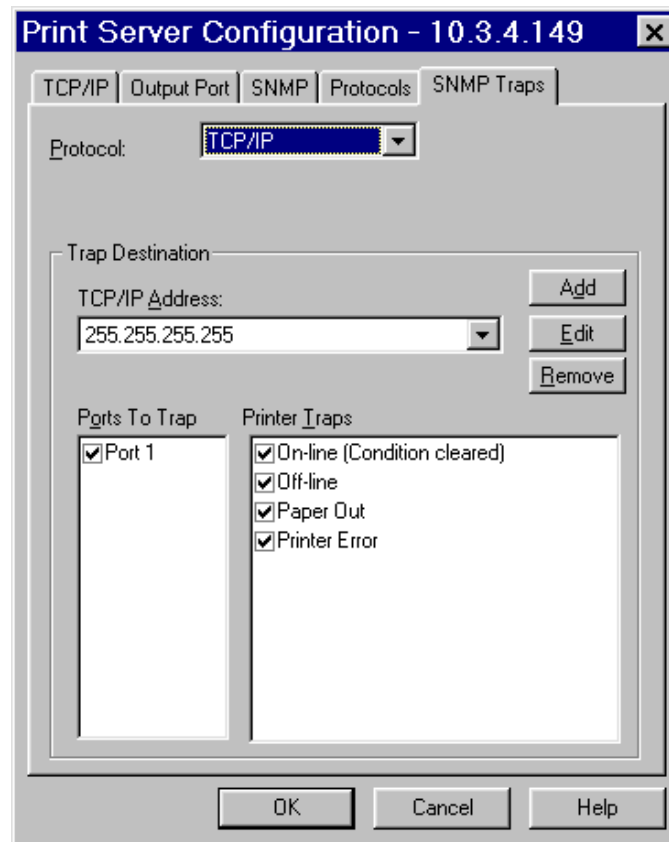 Print Server Configuration - 10.3.4.149
TCP/IP
Output Port
SNMP
Protocols
SNMP Traps
Protocol:
TCP/IP
Trap Destination
TCP/IP Address:
255.255.255.255
Add
Edit
Remove
Ports To Trap
Port 1
Printer Traps
On-line (Condition cleared)
Off-line
Paper Out
Printer Error
OK
Cancel
Help